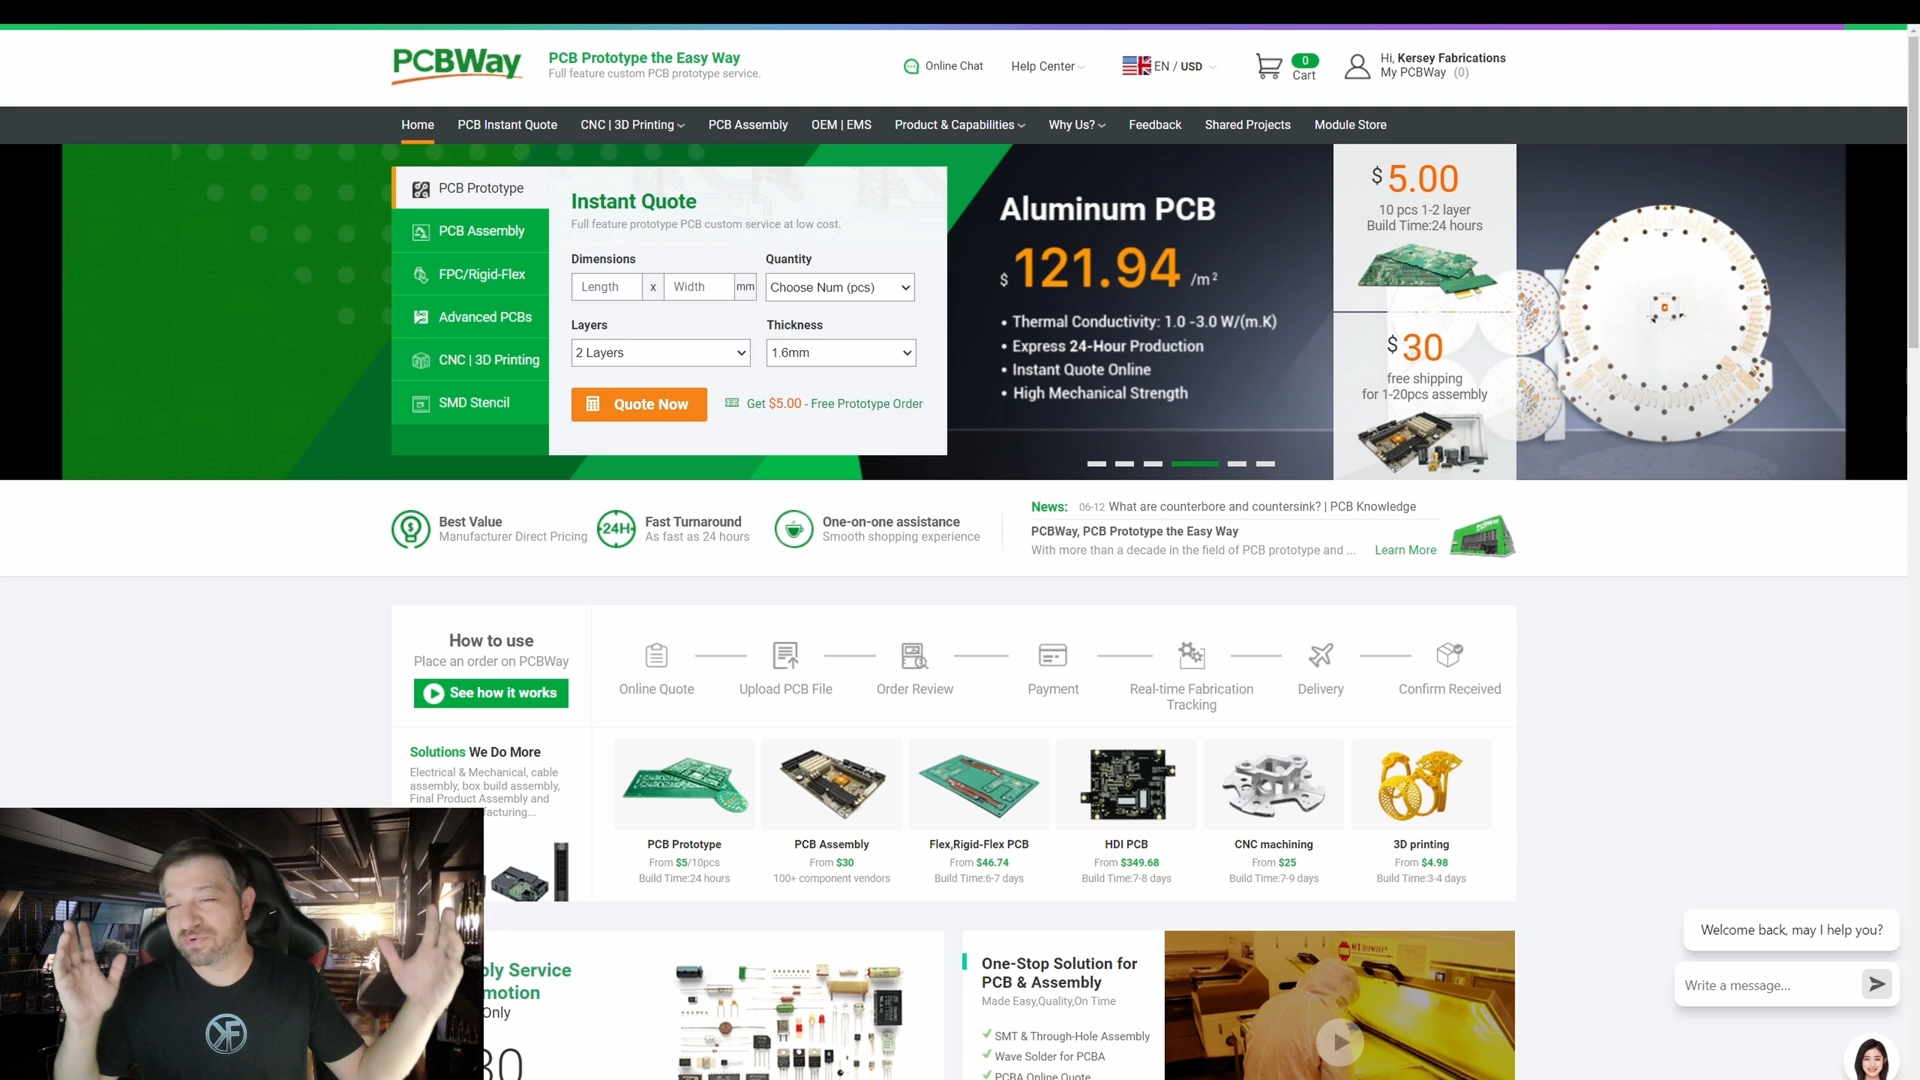 PCBWay
PCB Prototype the Easy Way
Full feature custom PCB prototype service.
Online Chat
Help Center
EN / USD
0
Cart
Hi, Kersey Fabrications
My PCBWay (0)
Home
PCB Instant Quote
CNC | 3D Printing
PCB Assembly
OEM | EMS
Product & Capabilities
Why Us?
Feedback
Shared Projects
Module Store
PCB Prototype
PCB Assembly
FPC/Rigid-Flex
Advanced PCBs
CNC | 3D Printing
SMD Stencil
Instant Quote
Full feature prototype PCB custom service at low cost.
Dimensions
Quantity
Length x Width mm
Choose Num (pcs)
Layers
Thickness
2 Layers
1.6mm
Quote Now
Get $5.00 - Free Prototype Order
Aluminum PCB
$ 121.94 /m²
• Thermal Conductivity: 1.0 -3.0 W/(m.K)
• Express 24-Hour Production
• Instant Quote Online
• High Mechanical Strength
$ 5.00
10 pcs 1-2 layer
Build Time:24 hours
$ 30
free shipping
for 1-20pcs assembly
Best Value
Manufacturer Direct Pricing
24H
Fast Turnaround
As fast as 24 hours
One-on-one assistance
Smooth shopping experience
News: 06-12 What are counterbore and countersink? | PCB Knowledge
PCBWay, PCB Prototype the Easy Way
With more than a decade in the field of PCB prototype and ... Learn More
How to use
Place an order on PCBWay
See how it works
Online Quote
Upload PCB File
Order Review
Payment
Real-time Fabrication
Tracking
Delivery
Confirm Received
Solutions We Do More
Electrical & Mechanical, cable
assembly, box build assembly,
Final Product Assembly and
facturing...
PCB Prototype
From $5/10pcs
Build Time:24 hours
PCB Assembly
From $30
100+ component vendors
Flex,Rigid-Flex PCB
From $46.74
Build Time:6-7 days
HDI PCB
From $349.68
Build Time:7-8 days
CNC machining
From $25
Build Time:7-9 days
3D printing
From $4.98
Build Time:3-4 days
bly Service
motion
Only
30
One-Stop Solution for
PCB & Assembly
Made Easy,Quality,On Time
SMT & Through-Hole Assembly
Wave Solder for PCBA
PCBA Online Quote
Welcome back, may I help you?
Write a message...
KF